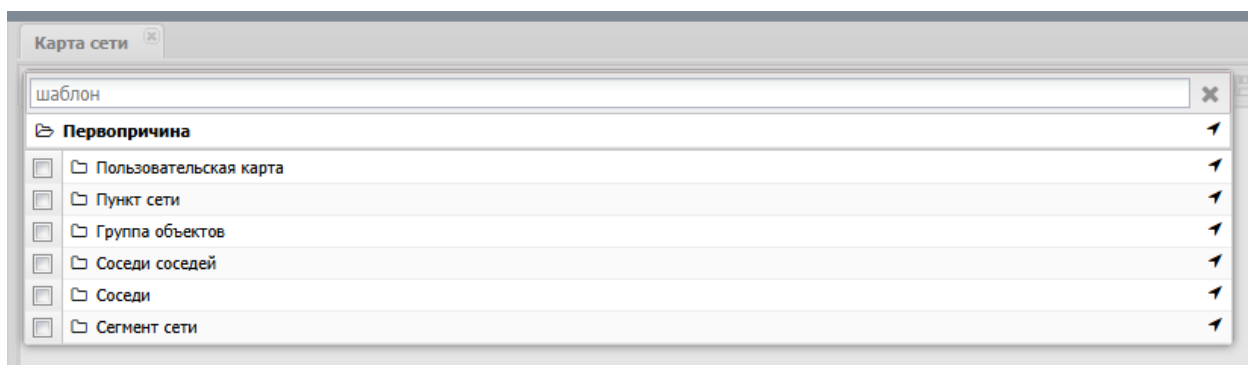 Карта сети
шаблон
Первопричина
Пользовательская карта
Пункт сети
Группа объектов
Соседи соседей
Соседи
Сегмент сети